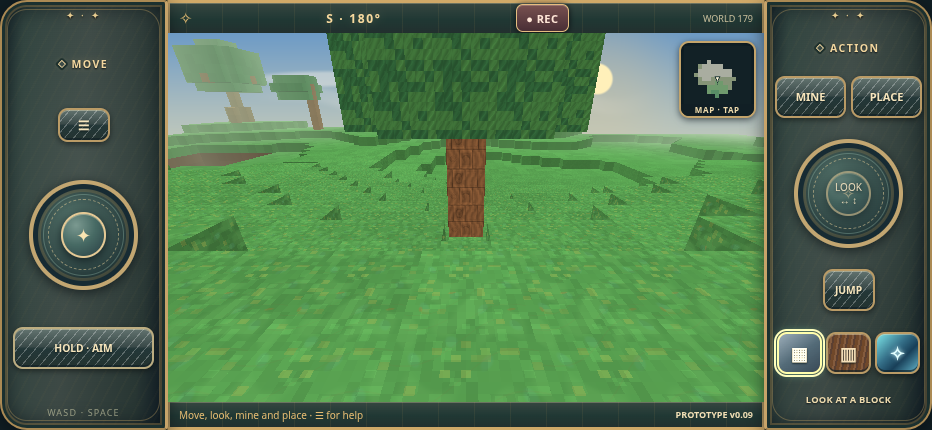 MOVE
HOLD · AIM
WASD · SPACE
S · 180°
● REC
WORLD 179
MAP · TAP
Move, look, mine and place · ☰ for help
PROTOTYPE v0.09
ACTION
MINE
PLACE
LOOK
JUMP
LOOK AT A BLOCK